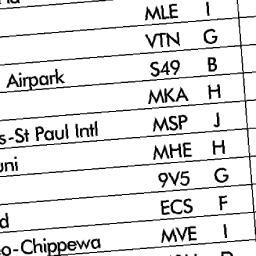 MLE I
VTN G
Airpark S49 B
MKA H
s-St Paul Intl MSP J
uni MHE H
9V5 G
d ECS F
o-Chippewa MVE I